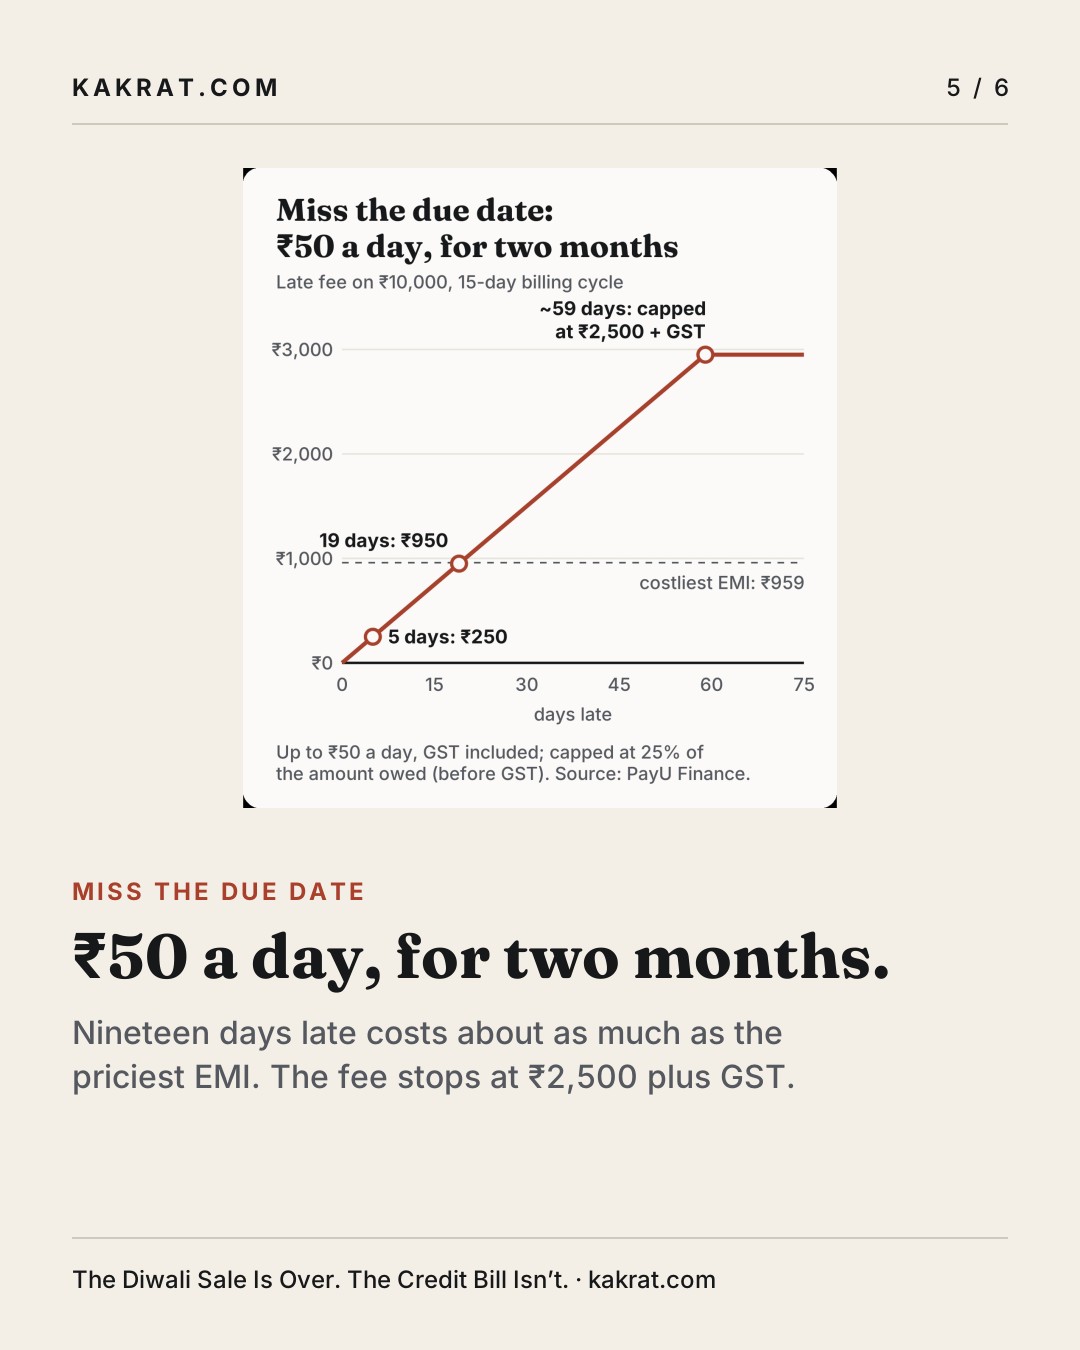 KAKRAT.COM
5 / 6
Miss the due date:
₹50 a day, for two months
Late fee on ₹10,000, 15-day billing cycle
~59 days: capped
at ₹2,500 + GST
₹3,000
₹2,000
19 days: ₹950
₹1,000
costliest EMI: ₹959
5 days: ₹250
₹0
0 15 30 45 60 75
days late
Up to ₹50 a day, GST included; capped at 25% of
the amount owed (before GST). Source: PayU Finance.
MISS THE DUE DATE
₹50 a day, for two months.
Nineteen days late costs about as much as the
priciest EMI. The fee stops at ₹2,500 plus GST.
The Diwali Sale Is Over. The Credit Bill Isn’t. · kakrat.com